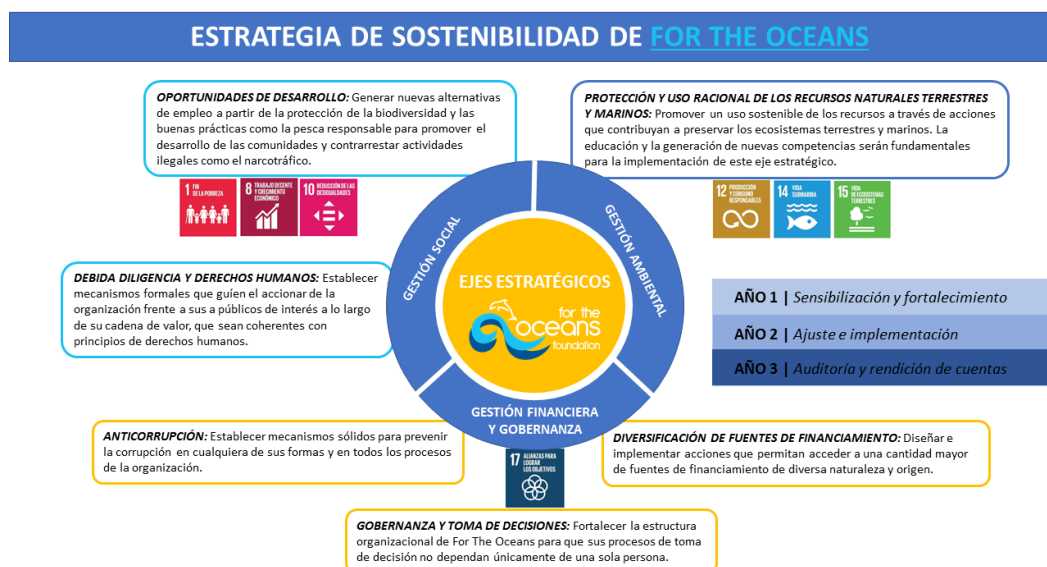 ESTRATEGIA DE SOSTENIBILIDAD DE FOR THE OCEANS
OPORTUNIDADES DE DESARROLLO: Generar nuevas alternativas
de empleo a partir de la protección de la biodiversidad y las
buenas prácticas como la pesca responsable para promover el
desarrollo de las comunidades y contrarrestar actividades
ilegales como el narcotráfico.
PROTECCIÓN Y USO RACIONAL DE LOS RECURSOS NATURALES TERRESTRES
Y MARINOS: Promover un uso sostenible de los recursos a través de acciones
que contribuyan a preservar los ecosistemas terrestres y marinos. La
educación y la generación de nuevas competencias serán fundamentales
para la implementación de este eje estratégico.
1 FIN
DE LA POBREZA
8 TRABAJO DECENTE
Y CRECIMIENTO
ECONÓMICO
10 REDUCCIÓN DE LAS
DESIGUALDADES
12 PRODUCCIÓN
Y CONSUMO
RESPONSABLES
14 VIDA
SUBMARINA
15 VIDA
DE ECOSISTEMAS
TERRESTRES
GESTIÓN SOCIAL
GESTIÓN AMBIENTAL
EJES ESTRATÉGICOS
for the
oceans
foundation
DEBIDA DILIGENCIA Y DERECHOS HUMANOS: Establecer
mecanismos formales que guíen el accionar de la
organización frente a sus a públicos de interés a lo largo
de su cadena de valor, que sean coherentes con
principios de derechos humanos.
AÑO 1 | Sensibilización y fortalecimiento
AÑO 2 | Ajuste e implementación
AÑO 3 | Auditoría y rendición de cuentas
GESTIÓN FINANCIERA
Y GOBERNANZA
ANTICORRUPCIÓN: Establecer mecanismos sólidos para prevenir
la corrupción en cualquiera de sus formas y en todos los procesos
de la organización.
DIVERSIFICACIÓN DE FUENTES DE FINANCIAMIENTO: Diseñar e
implementar acciones que permitan acceder a una cantidad mayor
de fuentes de financiamiento de diversa naturaleza y origen.
17 ALIANZAS PARA
LOGRAR
LOS OBJETIVOS
GOBERNANZA Y TOMA DE DECISIONES: Fortalecer la estructura
organizacional de For The Oceans para que sus procesos de toma
de decisión no dependan únicamente de una sola persona.